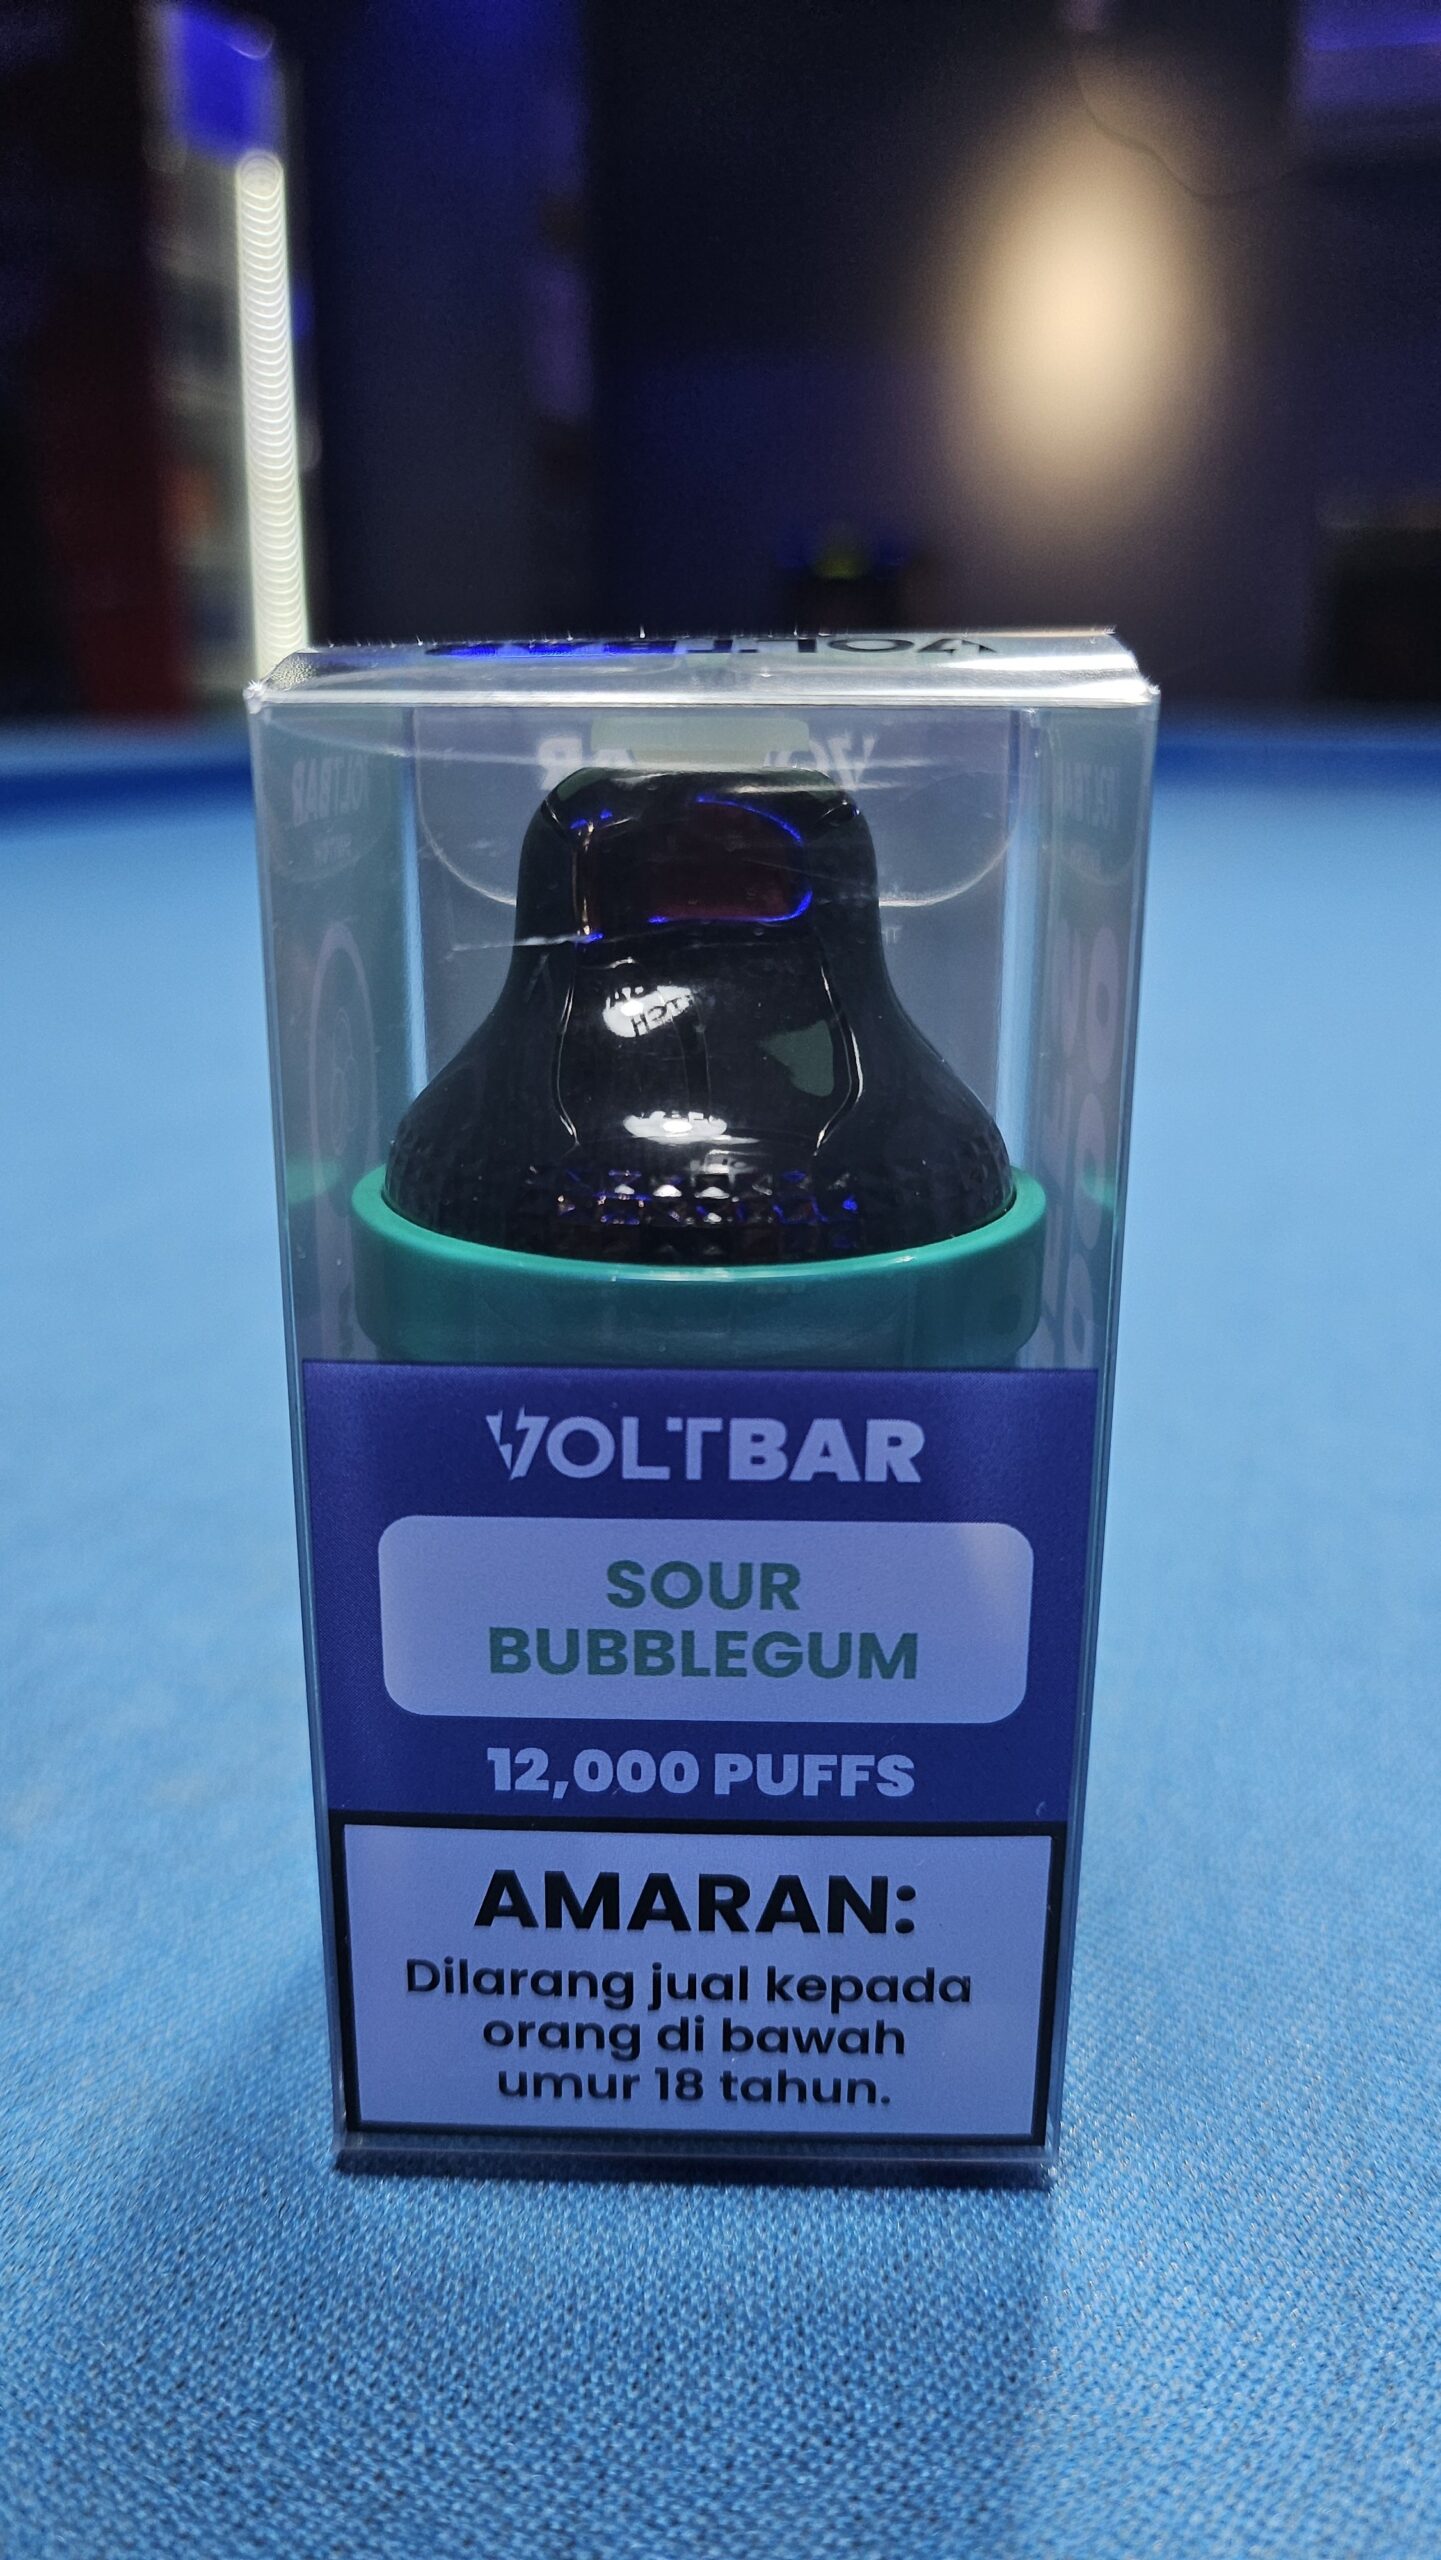 VOLTBAR
SOUR
BUBBLEGUM
12,000 PUFFS
AMARAN:
Dilarang jual kepada
orang di bawah
umur 18 tahun.